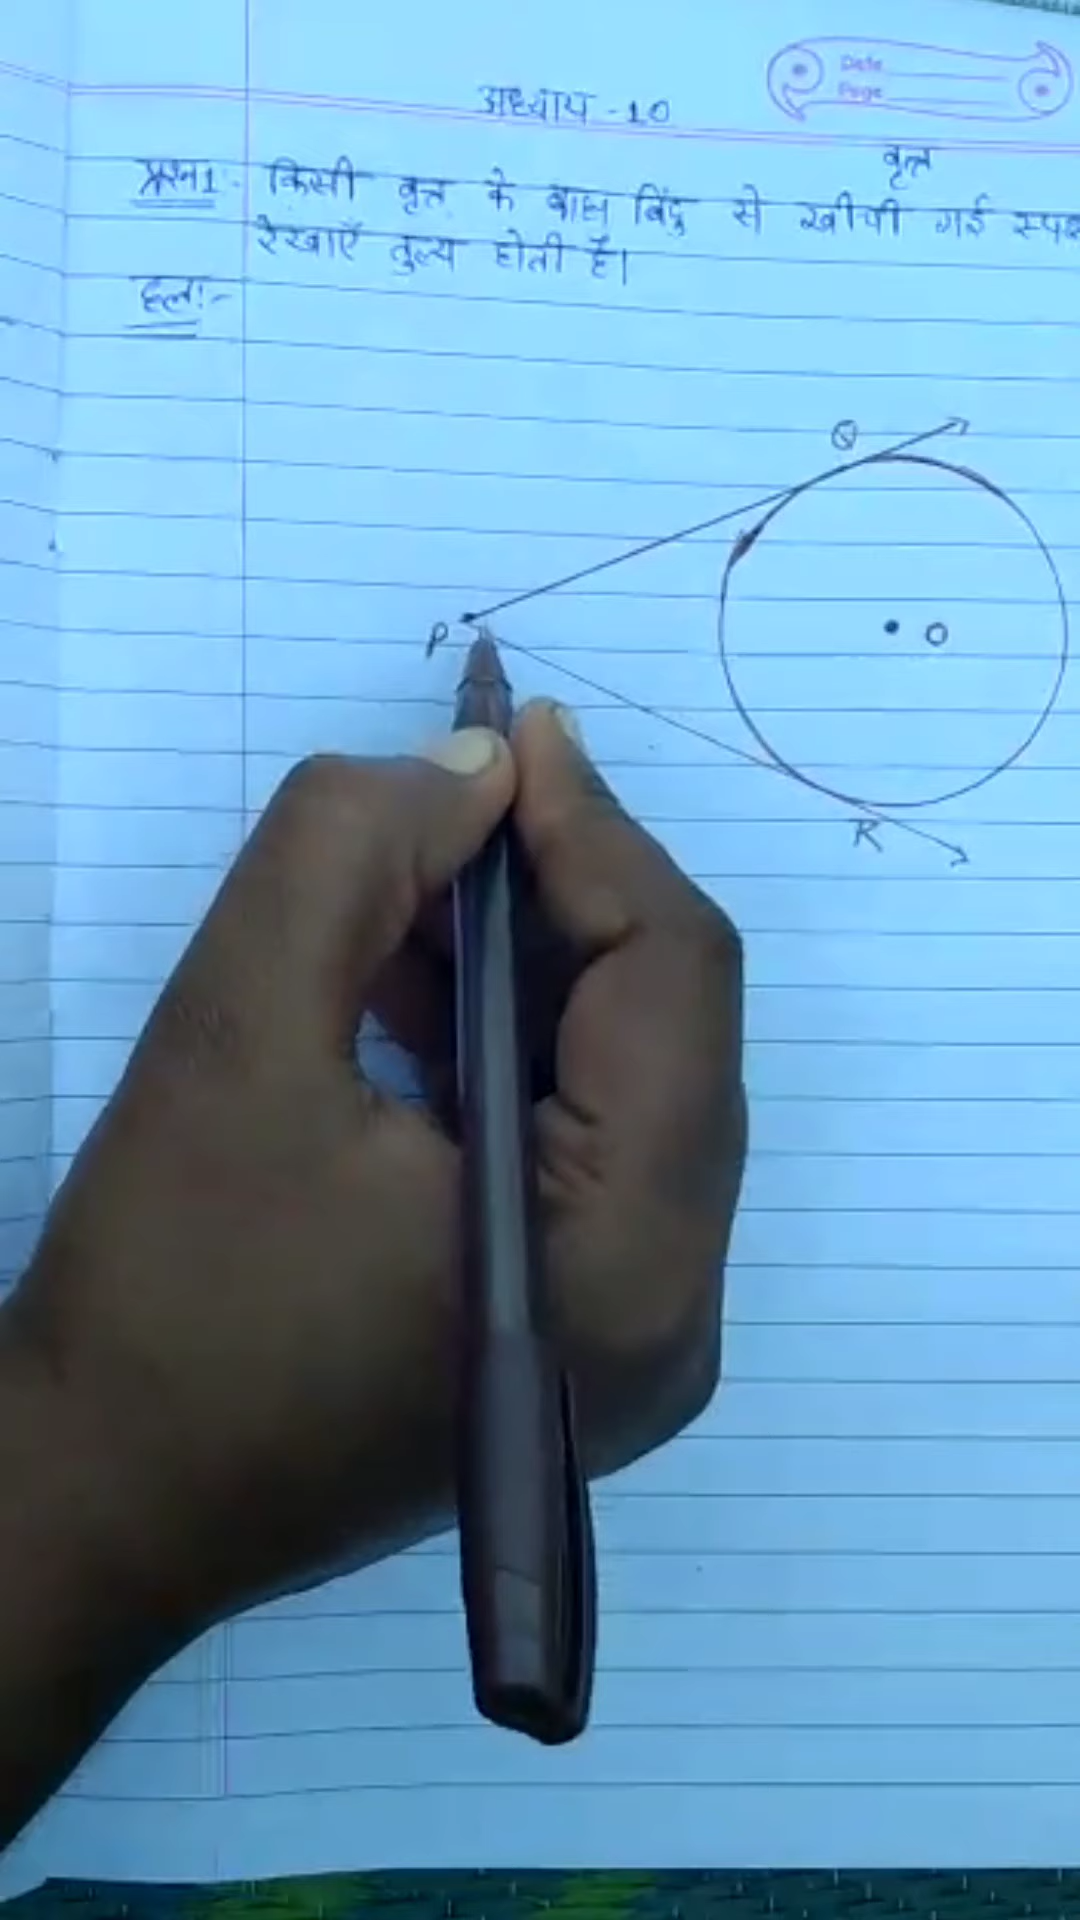 Date
Page
अध्याय - 10
वृत्त
प्रश्न1:- किसी वृत्त के बाह्य बिंदु से खींची गई स्पर्श
रेखाएँ तुल्य होती हैं।
हल:-
Q
P
O
R